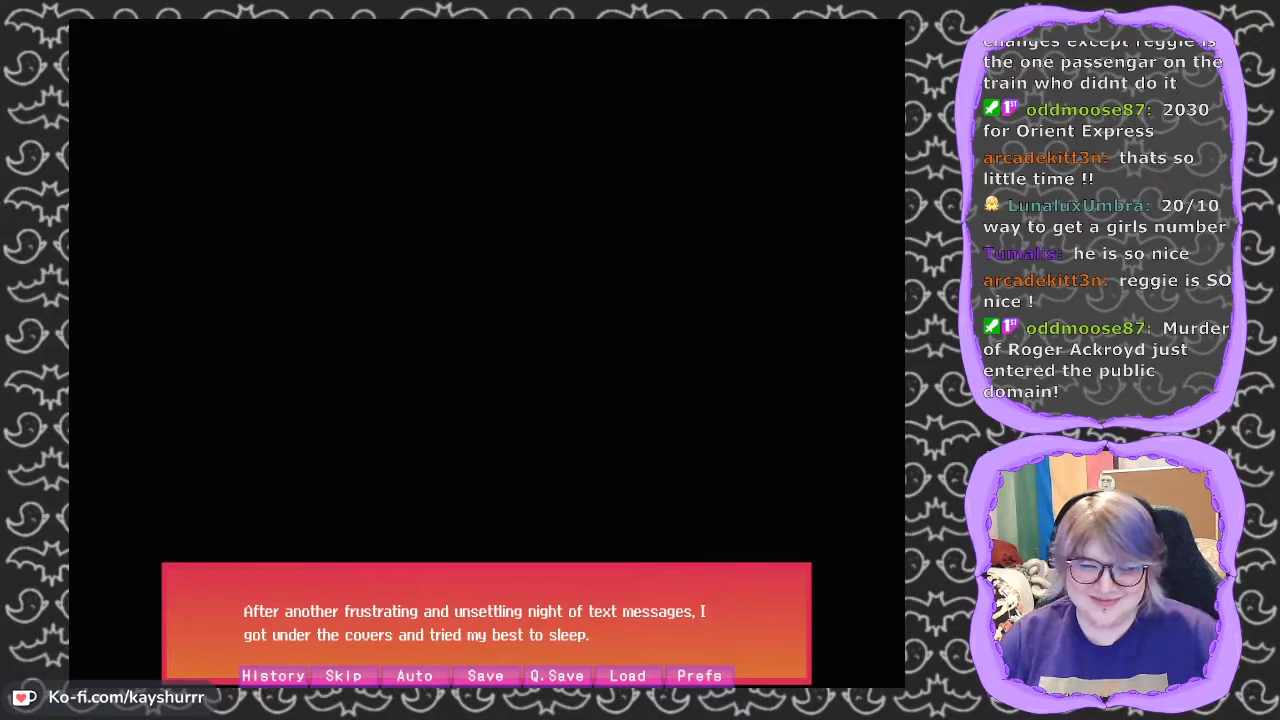 changes except reggie is
the one passengar on the
train who didnt do it
oddmoose87: 2030
for Orient Express
arcadekitt3n: thats so
little time !!
LunaluxUmbra: 20/10
way to get a girls number
Tumalis: he is so nice
arcadekitt3n: reggie is SO
nice !
oddmoose87: Murder
of Roger Ackroyd just
entered the public
domain!
After another frustrating and unsettling night of text messages, I
got under the covers and tried my best to sleep.
History Skip Auto Save Q.Save Load Prefs
Ko-fi.com/kayshurrr